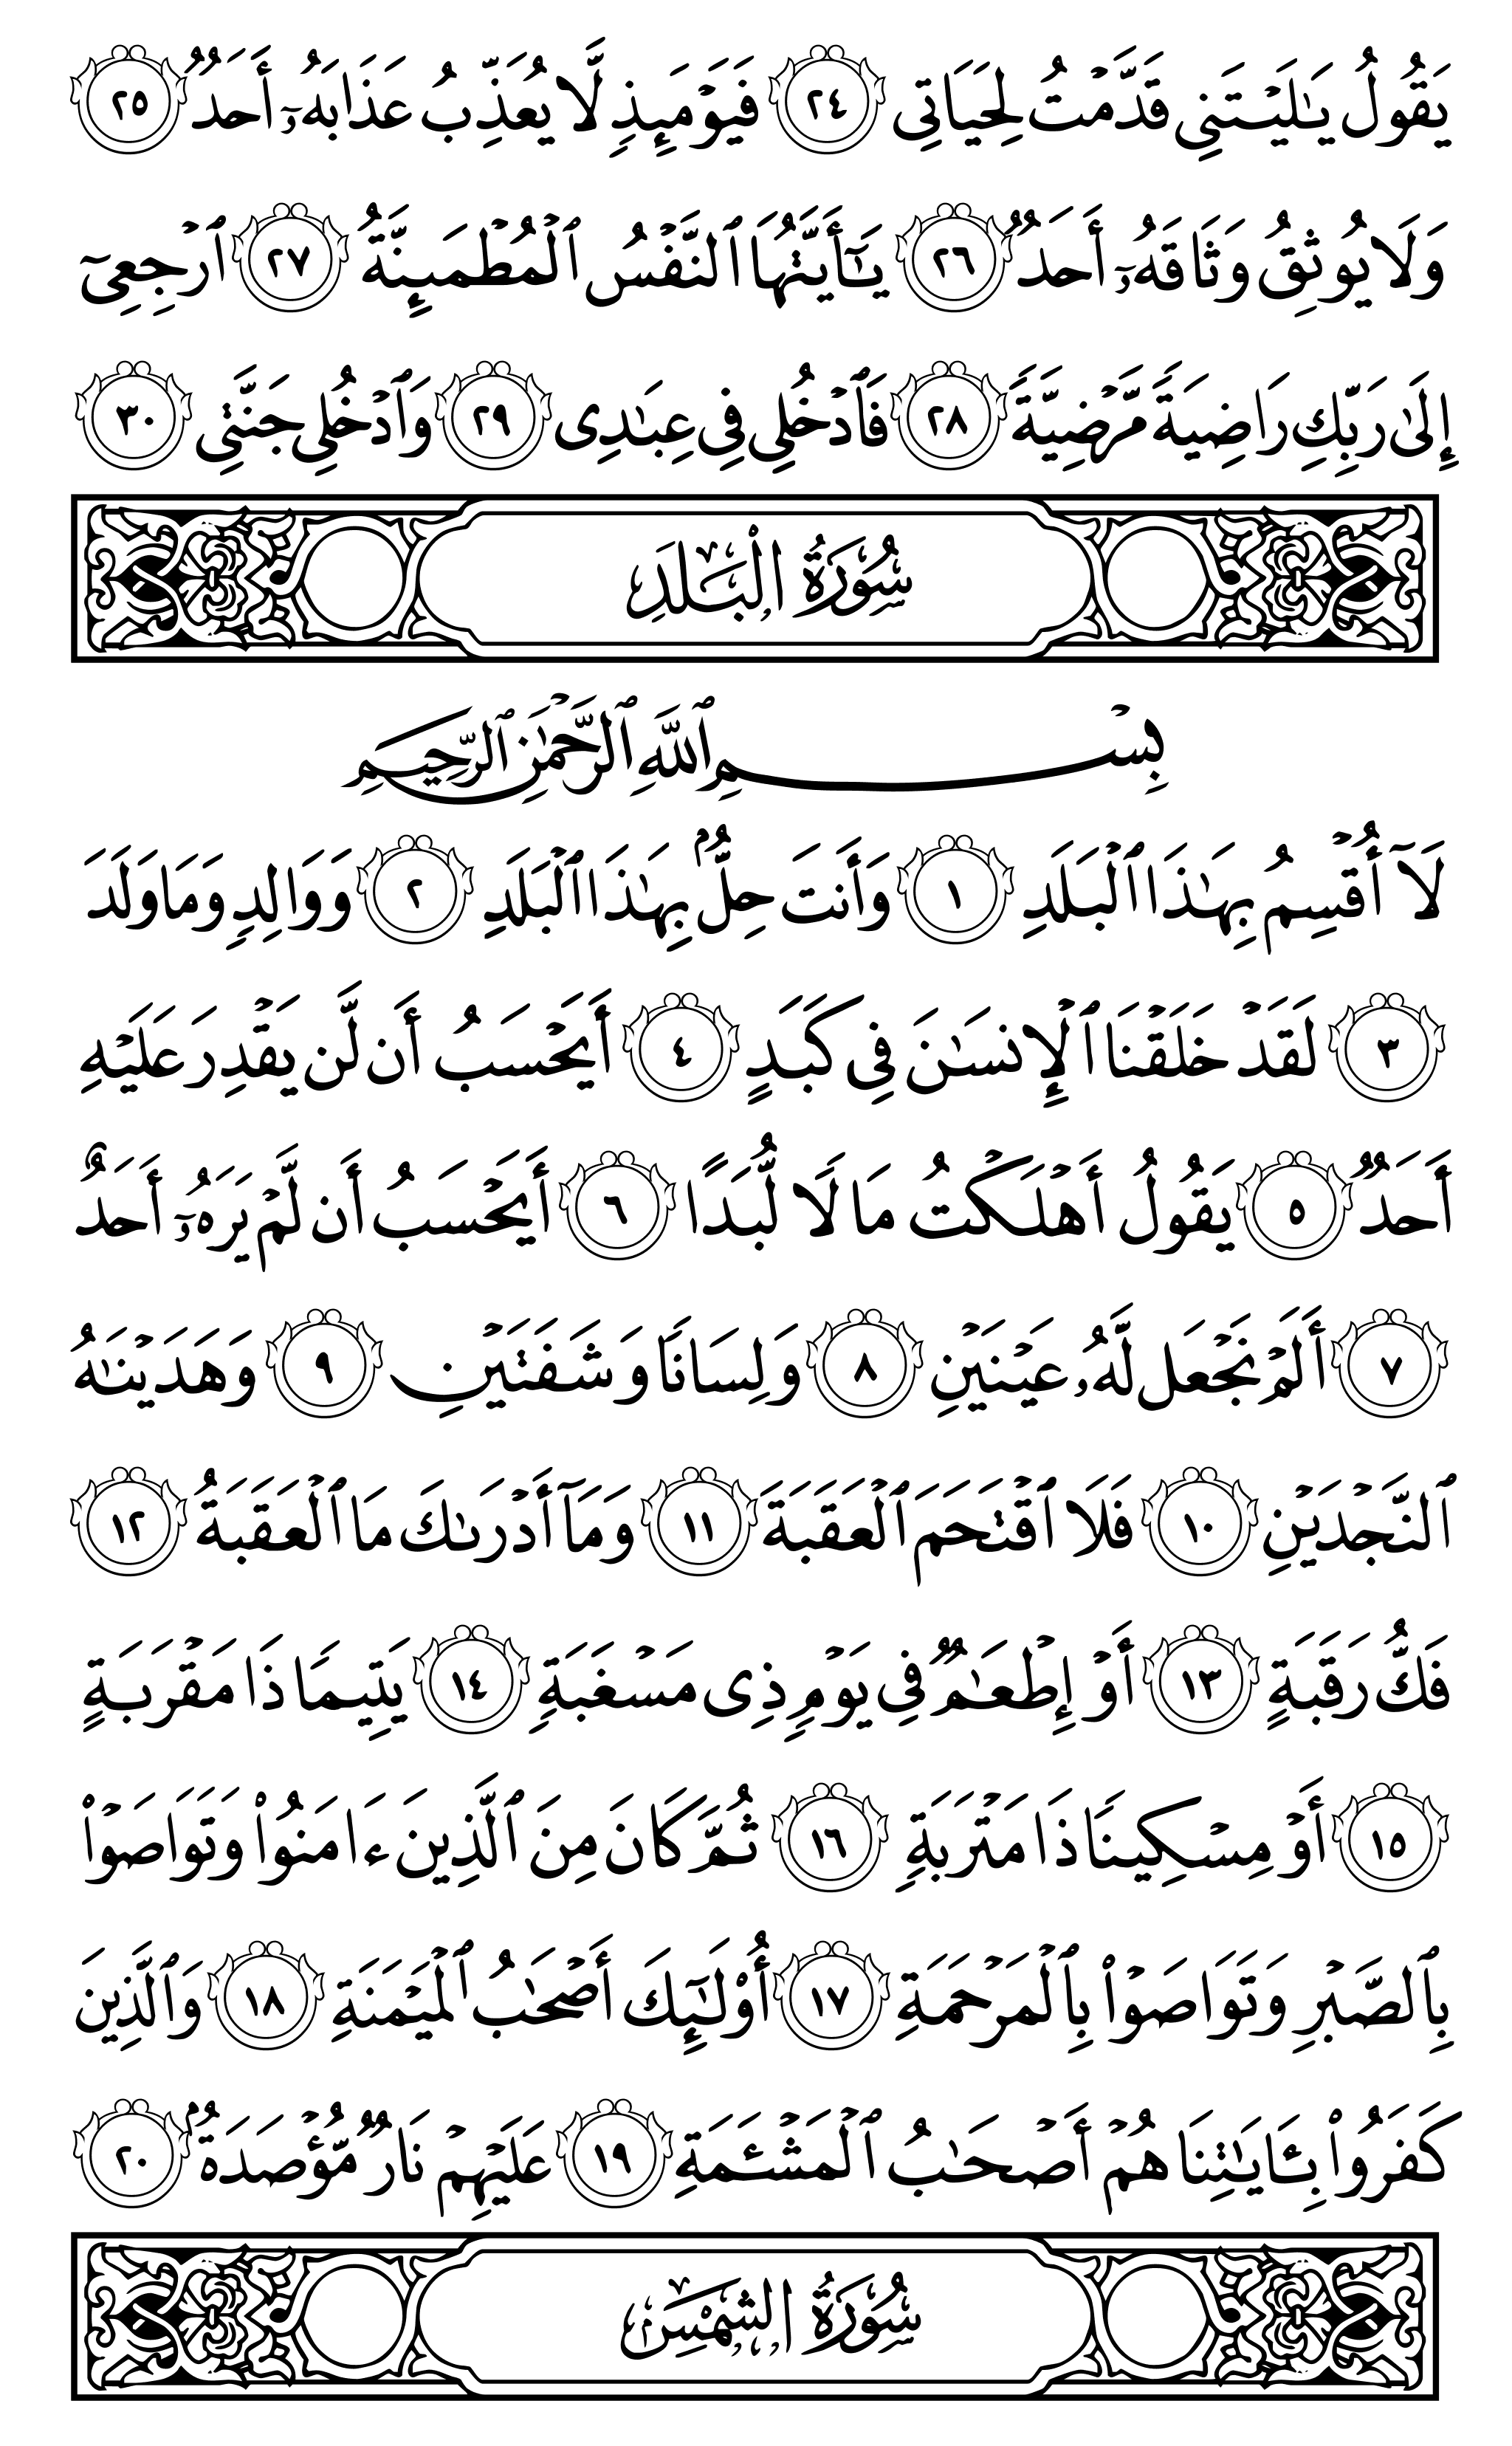 يَقُولُ يَٰلَيۡتَنِي قَدَّمۡتُ لِحَيَاتِي ٢٤ فَيَوۡمَئِذٖ لَّا يُعَذِّبُ عَذَابَهُۥٓ أَحَدٞ ٢٥
وَلَا يُوثِقُ وَثَاقَهُۥٓ أَحَدٞ ٢٦ يَٰٓأَيَّتُهَا ٱلنَّفۡسُ ٱلۡمُطۡمَئِنَّةُ ٢٧ ٱرۡجِعِيٓ
إِلَىٰ رَبِّكِ رَاضِيَةٗ مَّرۡضِيَّةٗ ٢٨ فَٱدۡخُلِي فِي عِبَٰدِي ٢٩ وَٱدۡخُلِي جَنَّتِي ٣٠
سُورَةُ الْبَلَدِ
بِسۡمِ ٱللَّهِ ٱلرَّحۡمَٰنِ ٱلرَّحِيمِ
لَآ أُقۡسِمُ بِهَٰذَا ٱلۡبَلَدِ ١ وَأَنتَ حِلُّۢ بِهَٰذَا ٱلۡبَلَدِ ٢ وَوَالِدٖ وَمَا وَلَدَ
٣ لَقَدۡ خَلَقۡنَا ٱلۡإِنسَٰنَ فِي كَبَدٍ ٤ أَيَحۡسَبُ أَن لَّن يَقۡدِرَ عَلَيۡهِ
أَحَدٞ ٥ يَقُولُ أَهۡلَكۡتُ مَالٗا لُّبَدًا ٦ أَيَحۡسَبُ أَن لَّمۡ يَرَهُۥٓ أَحَدٌ
٧ أَلَمۡ نَجۡعَل لَّهُۥ عَيۡنَيۡنِ ٨ وَلِسَانٗا وَشَفَتَيۡنِ ٩ وَهَدَيۡنَٰهُ
ٱلنَّجۡدَيۡنِ ١٠ فَلَا ٱقۡتَحَمَ ٱلۡعَقَبَةَ ١١ وَمَآ أَدۡرَىٰكَ مَا ٱلۡعَقَبَةُ ١٢
فَكُّ رَقَبَةٍ ١٣ أَوۡ إِطۡعَٰمٞ فِي يَوۡمٖ ذِي مَسۡغَبَةٖ ١٤ يَتِيمٗا ذَا مَقۡرَبَةٍ
١٥ أَوۡ مِسۡكِينٗا ذَا مَتۡرَبَةٖ ١٦ ثُمَّ كَانَ مِنَ ٱلَّذِينَ ءَامَنُواْ وَتَوَاصَوۡاْ
بِٱلصَّبۡرِ وَتَوَاصَوۡاْ بِٱلۡمَرۡحَمَةِ ١٧ أُوْلَٰٓئِكَ أَصۡحَٰبُ ٱلۡمَيۡمَنَةِ ١٨ وَٱلَّذِينَ
كَفَرُواْ بِـَٔايَٰتِنَا هُمۡ أَصۡحَٰبُ ٱلۡمَشۡـَٔمَةِ ١٩ عَلَيۡهِمۡ نَارٞ مُّؤۡصَدَةُۢ ٢٠
سُورَةُ الشَّمْسِ